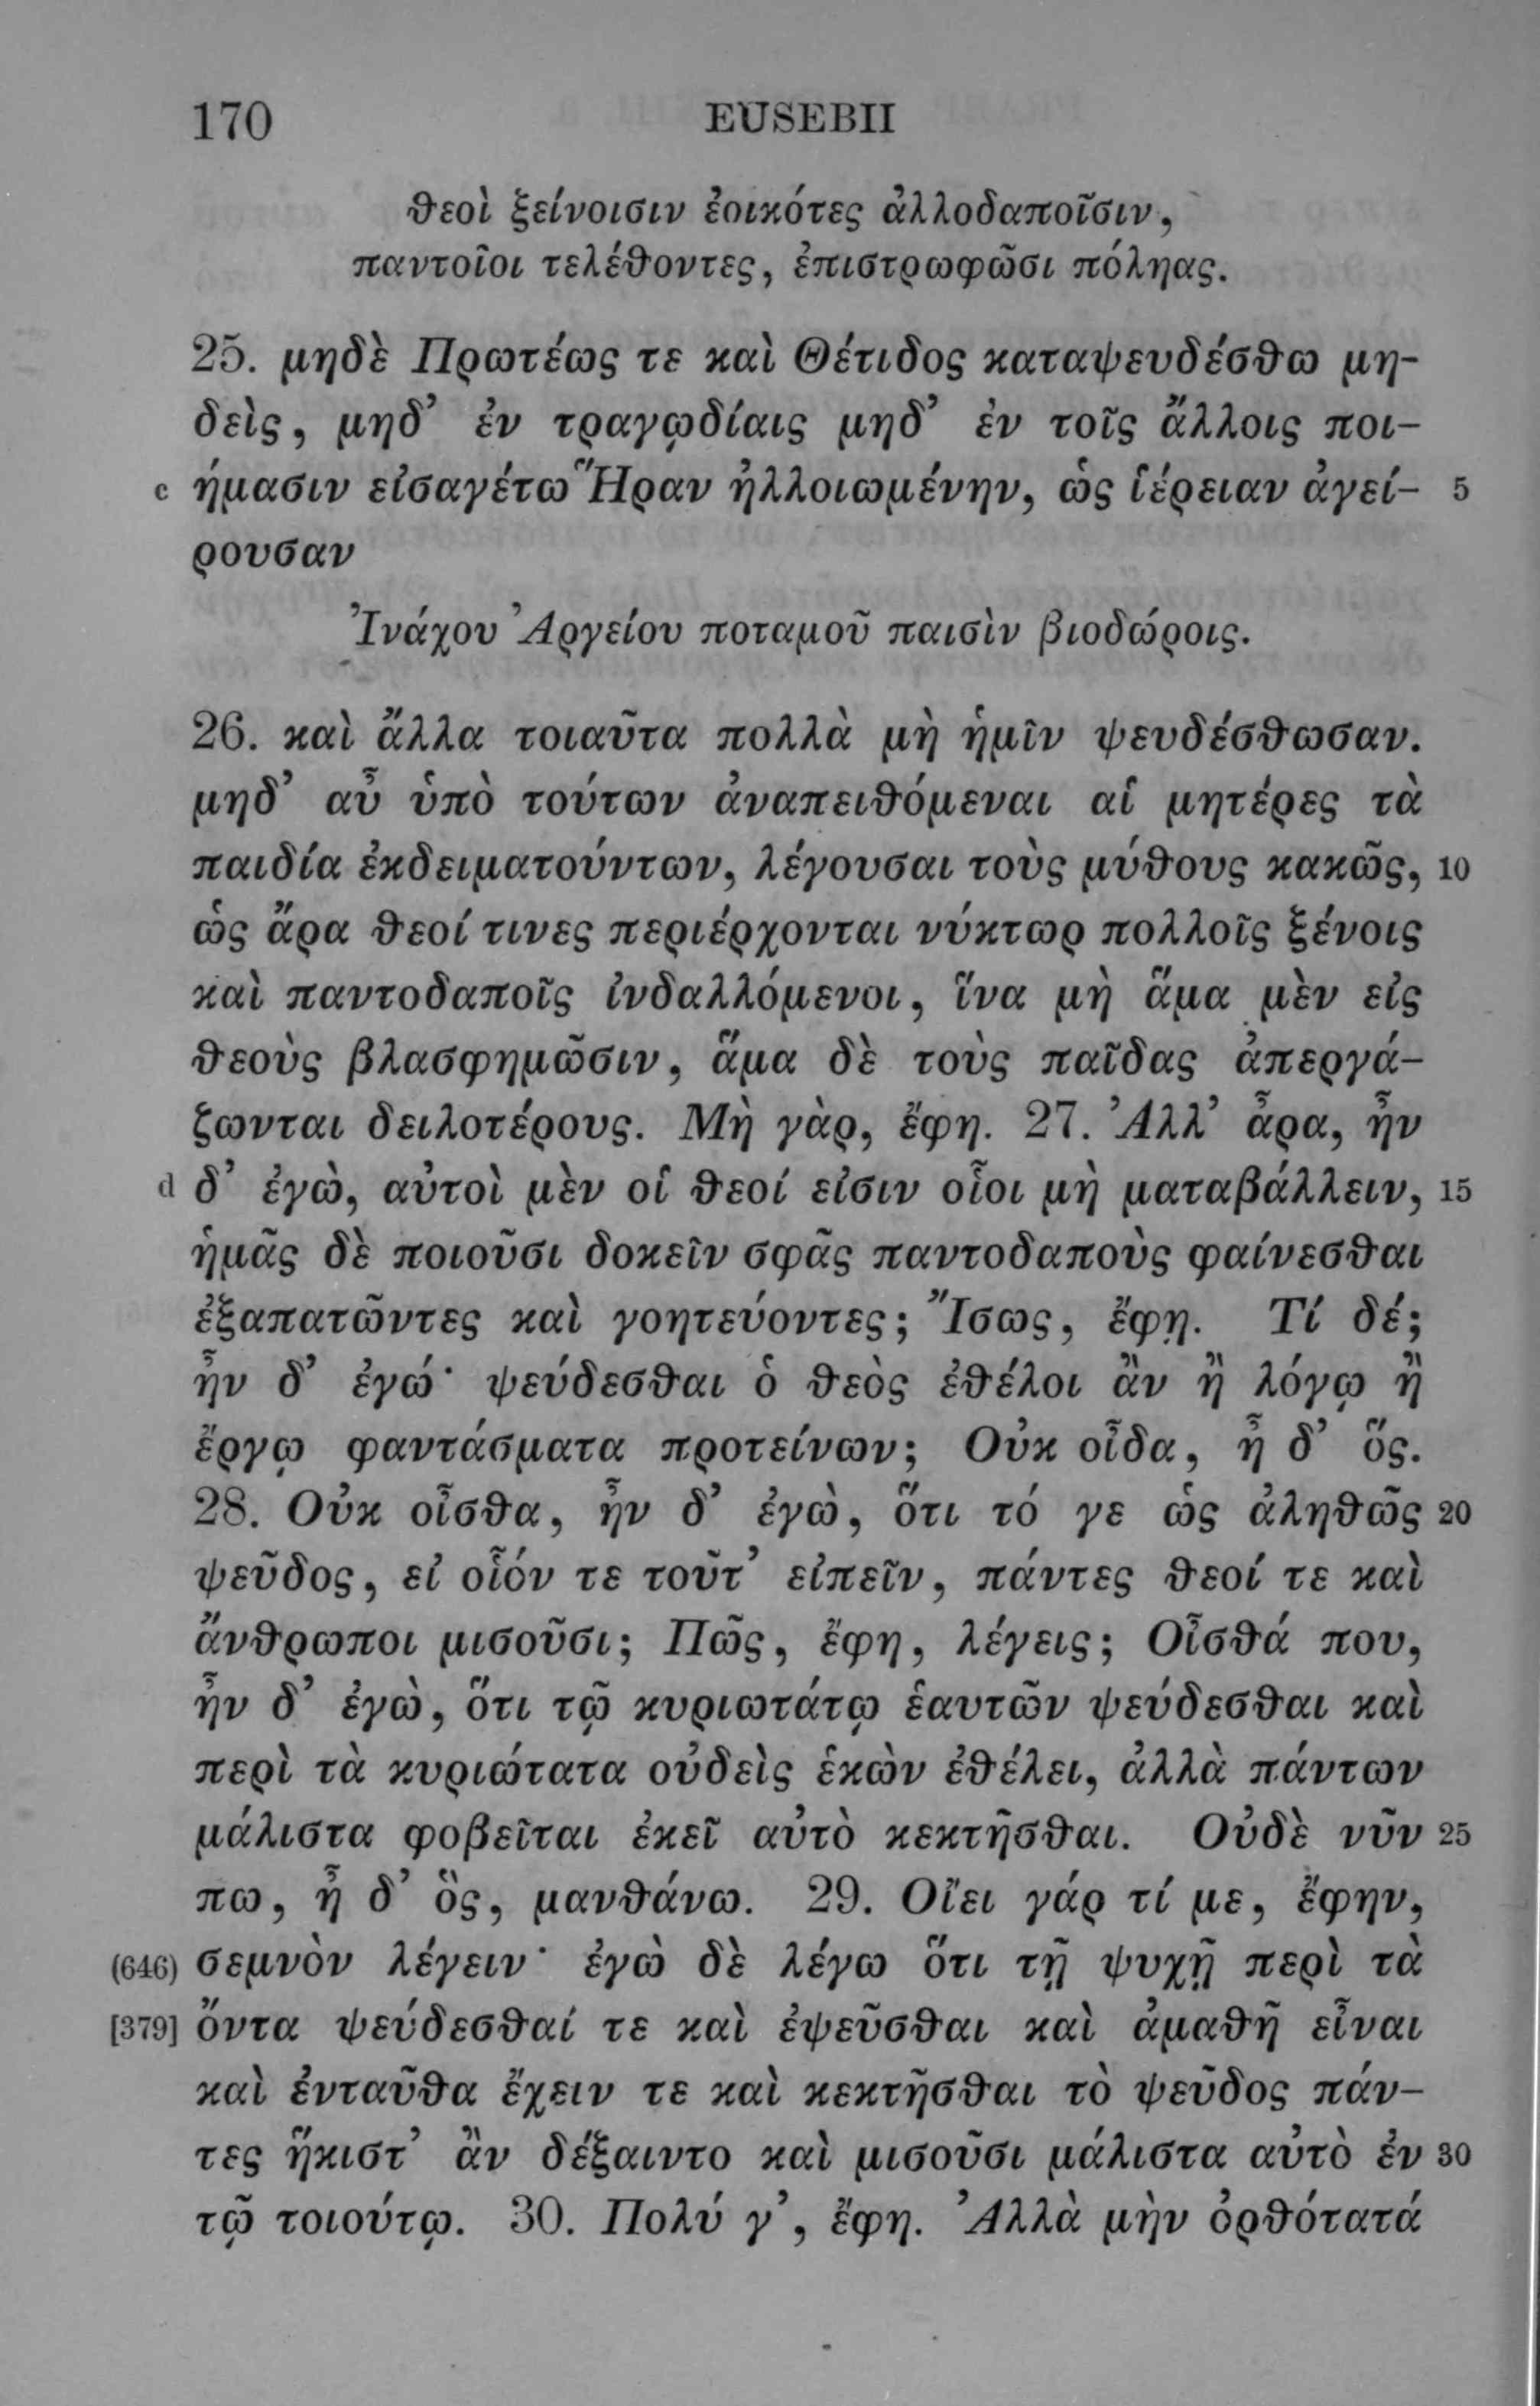 170 EUSEBII
θεοὶ ξείνοισιν ἐοικότες ἀλλοδαποῖσιν,
παντοῖοι τελέθοντες, ἐπιστρωφῶσι πόληας.
25. μηδὲ Πρωτέως τε καὶ Θέτιδος καταψευδέσθω μη-
δεὶς, μηδ’ ἐν τραγῳδίαις μηδ’ ἐν τοῖς ἄλλοις ποι-
c ήμασιν εἰσαγέτω Ἥραν ἠλλοιωμένην, ὡς ἱέρειαν ἀγεί- 5
ρουσαν
Ἰνάχου Ἀργείου ποταμοῦ παισὶν βιοδώροις.
26. καὶ ἄλλα τοιαῦτα πολλὰ μὴ ἡμῖν ψευδέσθωσαν.
μηδ’ αὖ ὑπὸ τούτων ἀναπειθόμεναι αἱ μητέρες τὰ
παιδία ἐκδειματούντων, λέγουσαι τοὺς μύθους κακῶς, 10
ὡς ἄρα θεοί τινες περιέρχονται νύκτωρ πολλοῖς ξένοις
καὶ παντοδαποῖς ἰνδαλλόμενοι, ἵνα μὴ ἅμα μὲν εἰς
θεοὺς βλασφημῶσιν, ἅμα δὲ τοὺς παῖδας ἀπεργά-
ζωνται δειλοτέρους. Μὴ γὰρ, ἔφη. 27. Ἀλλ’ ἆρα, ἦν
d δ’ ἐγὼ, αὐτοὶ μὲν οἱ θεοί εἰσιν οἷοι μὴ ματαβάλλειν, 15
ἡμᾶς δὲ ποιοῦσι δοκεῖν σφᾶς παντοδαποὺς φαίνεσθαι
ἐξαπατῶντες καὶ γοητεύοντες; Ἴσως, ἔφη. Τί δέ;
ἦν δ’ ἐγώ· ψεύδεσθαι ὁ θεὸς ἐθέλοι ἂν ἢ λόγῳ ἢ
ἔργῳ φαντάσματα προτείνων; Οὐκ οἶδα, ἦ δ’ ὅς.
28. Οὐκ οἶσθα, ἦν δ’ ἐγὼ, ὅτι τό γε ὡς ἀληθῶς 20
ψεῦδος, εἰ οἷόν τε τοῦτ’ εἰπεῖν, πάντες θεοί τε καὶ
ἄνθρωποι μισοῦσι; Πῶς, ἔφη, λέγεις; Οἶσθά που,
ἦν δ’ ἐγὼ, ὅτι τῷ κυριωτάτῳ ἑαυτῶν ψεύδεσθαι καὶ
περὶ τὰ κυριώτατα οὐδεὶς ἑκὼν ἐθέλει, ἀλλὰ πάντων
μάλιστα φοβεῖται ἐκεῖ αὐτὸ κεκτῆσθαι. Οὐδὲ νῦν 25
πω, ἦ δ’ ὃς, μανθάνω. 29. Οἴει γάρ τί με, ἔφην,
(646) σεμνὸν λέγειν· ἐγὼ δὲ λέγω ὅτι τῇ ψυχῇ περὶ τὰ
[379] ὄντα ψεύδεσθαί τε καὶ ἐψεῦσθαι καὶ ἀμαθῆ εἶναι
καὶ ἐνταῦθα ἔχειν τε καὶ κεκτῆσθαι τὸ ψεῦδος πάν-
τες ἥκιστ’ ἂν δέξαιντο καὶ μισοῦσι μάλιστα αὐτὸ ἐν 30
τῷ τοιούτῳ. 30. Πολύ γ’, ἔφη. Ἀλλὰ μὴν ὀρθότατά